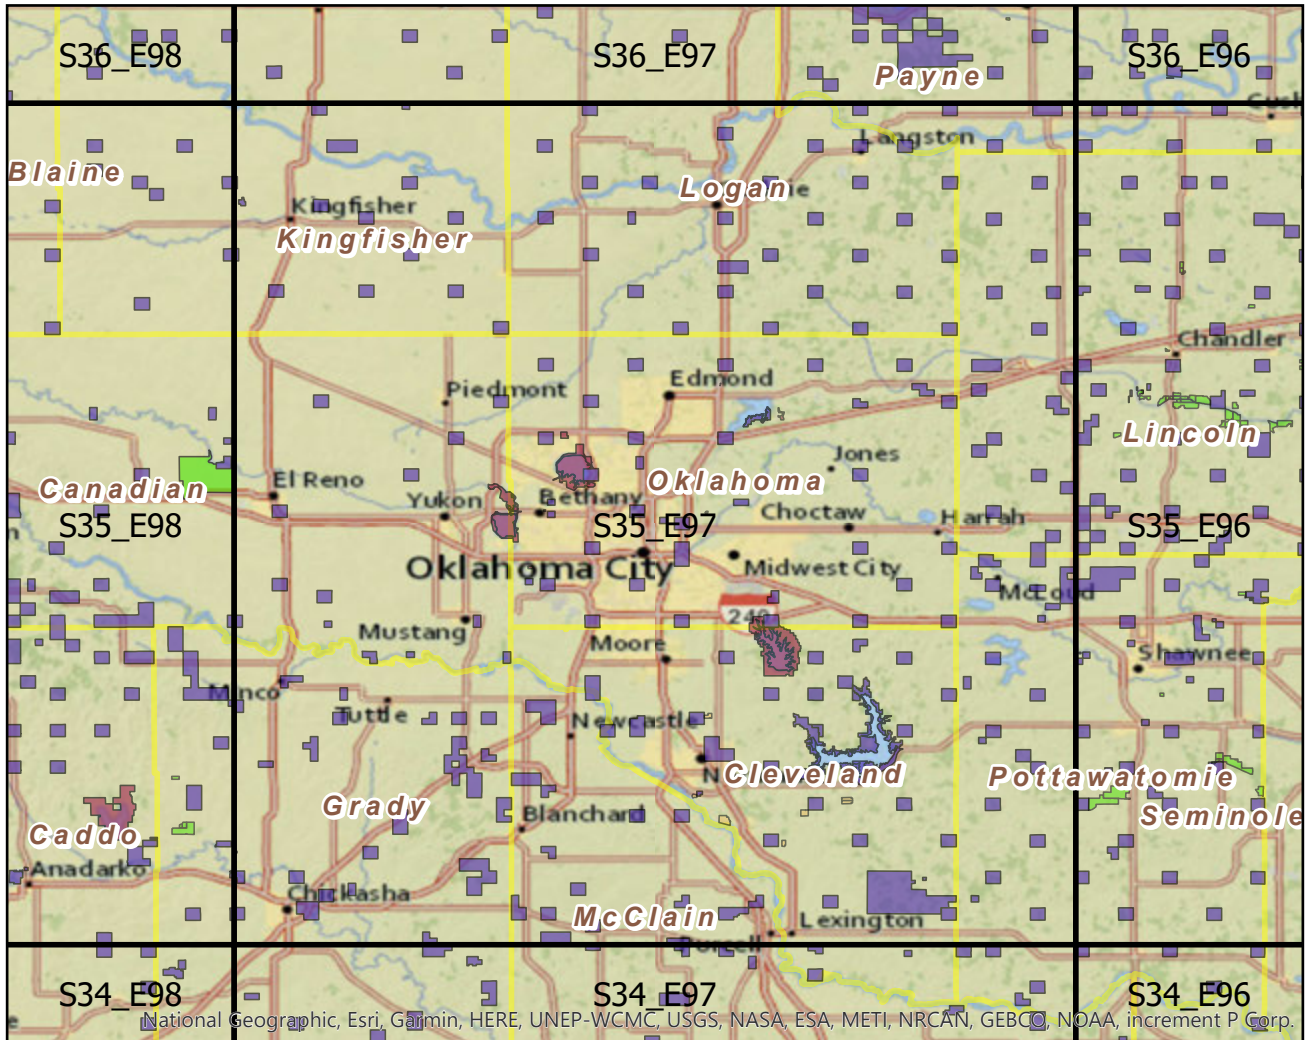 S36_E98
S36_E97
S36_E96
Payne
Langston
Blaine
Logan
Kingfisher
Kingfisher
Chandler
Piedmont
Edmond
Lincoln
Jones
El Reno
Oklahoma
Canadian
Yukon
Bethany
Choctaw
Harrah
S35_E98
S35_E97
S35_E96
Oklahoma City
Midwest City
McLoud
240
Mustang
Moore
Shawnee
Minco
Tuttle
Newcastle
Cleveland
Pottawatomie
Grady
Blanchard
Seminole
Caddo
Anadarko
Chickasha
McClain
Lexington
Purcell
S34_E98
S34_E97
S34_E96
National Geographic, Esri, Garmin, HERE, UNEP-WCMC, USGS, NASA, ESA, METI, NRCAN, GEBCO, NOAA, increment P Corp.